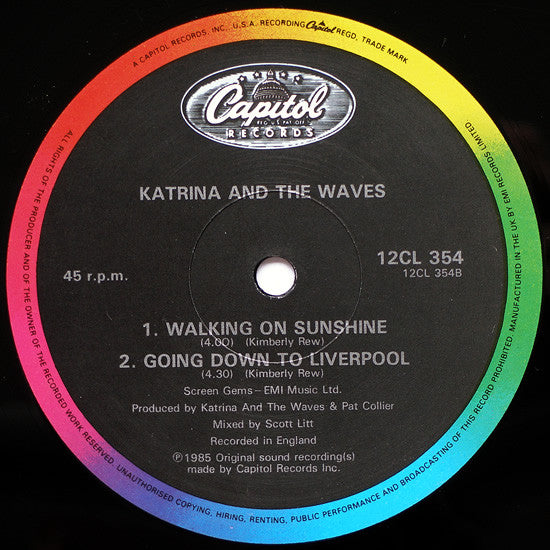 A CAPITOL RECORDS, INC. U.S.A. RECORDING Capitol REGD. TRADE MARK
Capitol
REG. U.S. PAT. OFF.
RECORDS
KATRINA AND THE WAVES
12CL 354
45 r.p.m.
12CL 354B
1. WALKING ON SUNSHINE
(4.00) (Kimberly Rew)
2. GOING DOWN TO LIVERPOOL
(4.30) (Kimberly Rew)
Screen Gems–EMI Music Ltd.
Produced by Katrina And The Waves & Pat Collier
Mixed by Scott Litt
Recorded in England
℗1985 Original sound recording(s)
made by Capitol Records Inc.
ALL RIGHTS OF THE PRODUCER AND OF THE OWNER OF THE RECORDED WORK RESERVED. UNAUTHORISED COPYING, HIRING, RENTING, PUBLIC PERFORMANCE AND BROADCASTING OF THIS RECORD PROHIBITED. MANUFACTURED IN THE UK BY EMI RECORDS LIMITED.